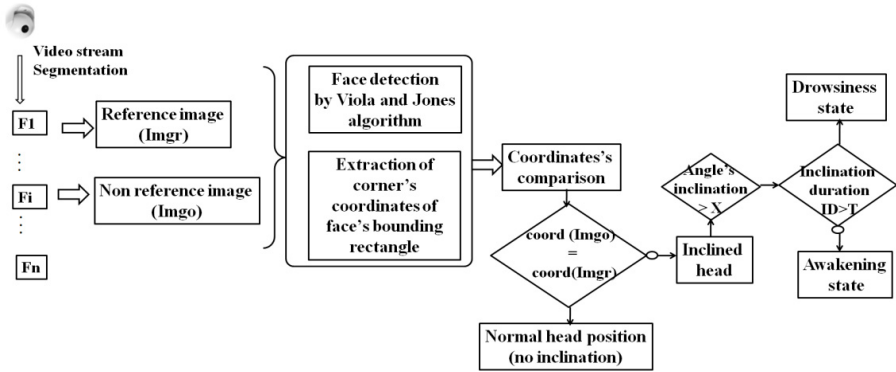 Video stream
Segmentation
F1
Reference image
(Imgr)
Fi
Non reference image
(Imgo)
Fn
Face detection
by Viola and Jones
algorithm
Extraction of
corner's
coordinates of
face's bounding
rectangle
Coordinates's
comparison
coord (Imgo)
=
coord(Imgr)
Normal head position
(no inclination)
Inclined
head
Angle's
inclination
> X
Inclination
duration
ID>T
Drowsiness
state
Awakening
state